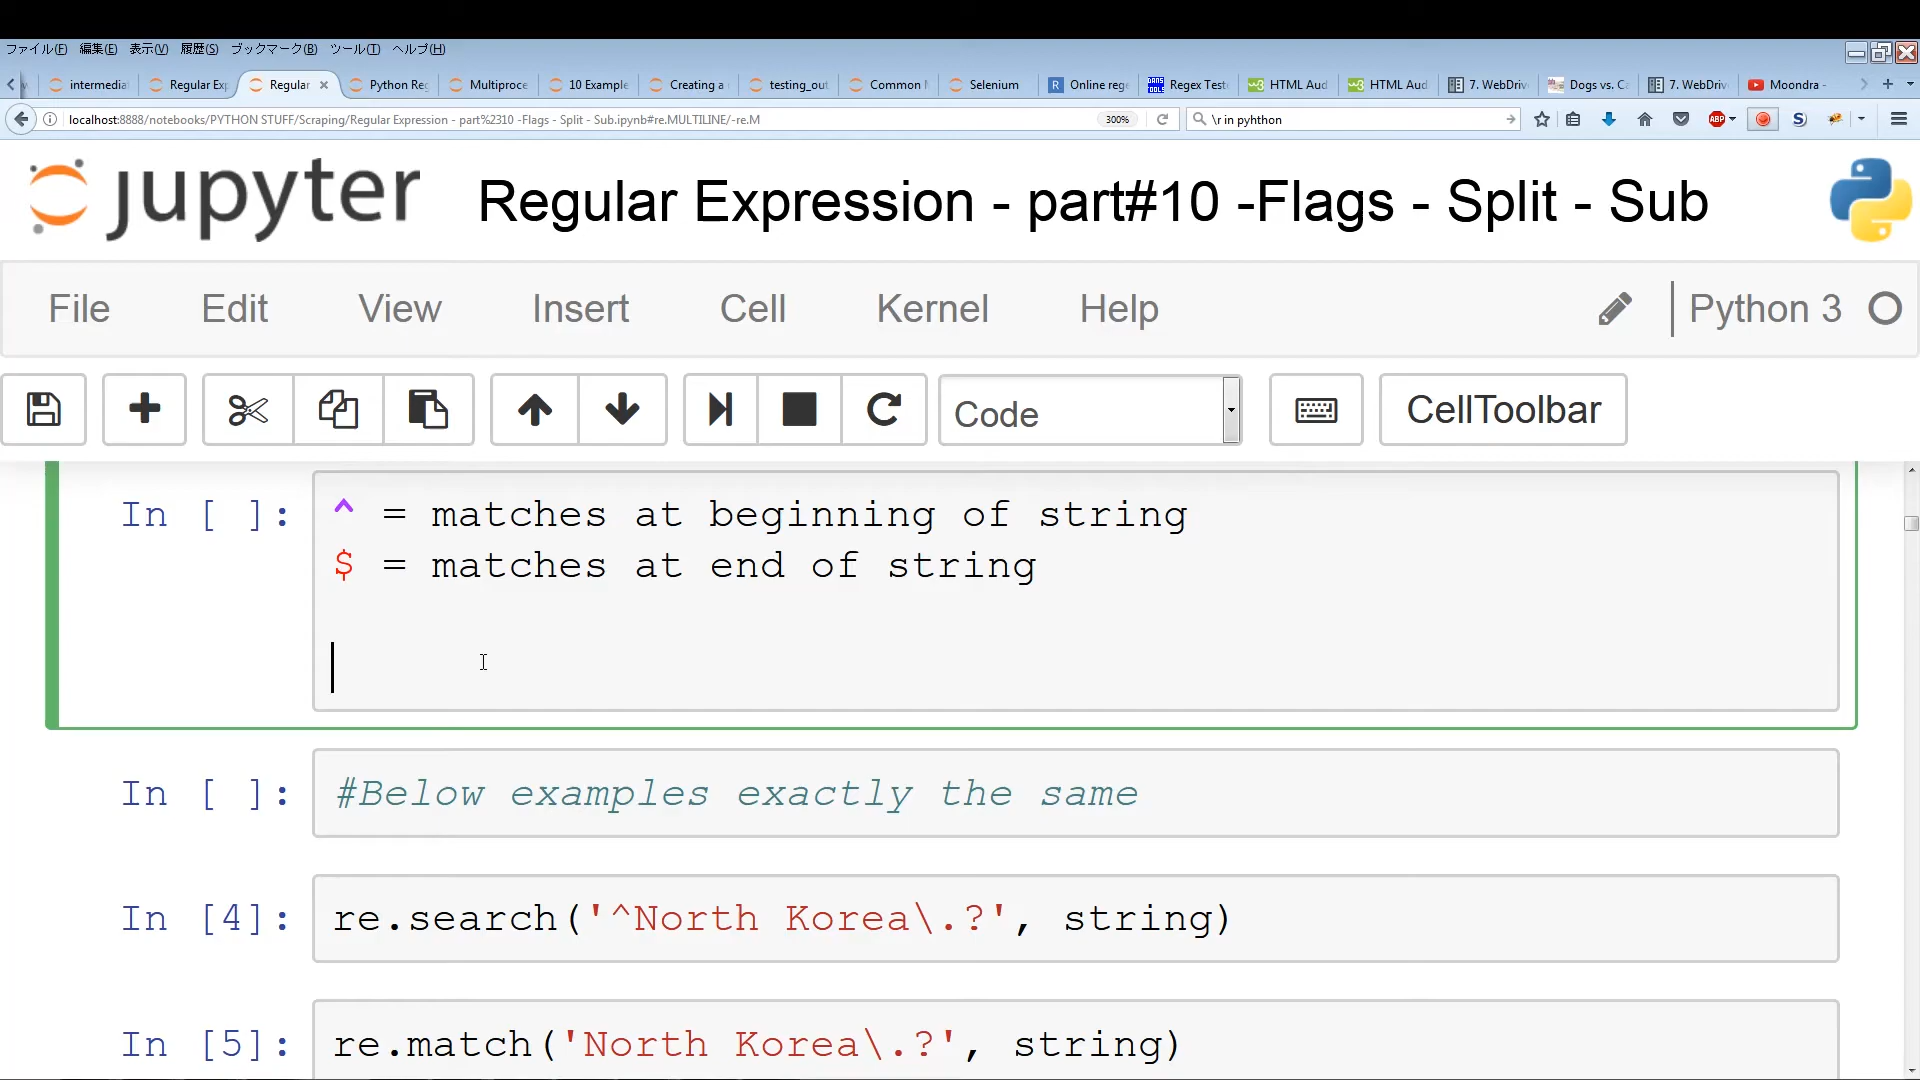 ファイル(F) 編集(E) 表示(V) 履歴(S) ブックマーク(B) ツール(T) ヘルプ(H)
intermedia Regular Exp Regular Python Reg Multiproce 10 Example Creating a testing_out Common Selenium Online rege Regex Teste HTML Aud HTML Aud 7. WebDriv Dogs vs. Ca 7. WebDriv Moondra -
localhost:8888/notebooks/PYTHON STUFF/Scraping/Regular Expression - part%2310 -Flags - Split - Sub.ipynb#re.MULTILINE/-re.M 300% \r in pyhthon ABP
jupyter Regular Expression - part#10 -Flags - Split - Sub
File Edit View Insert Cell Kernel Help Python 3
Code CellToolbar
In [ ]: ^ = matches at beginning of string
$ = matches at end of string
In [ ]: #Below examples exactly the same
In [4]: re.search('^North Korea\.?', string)
In [5]: re.match('North Korea\.?', string)